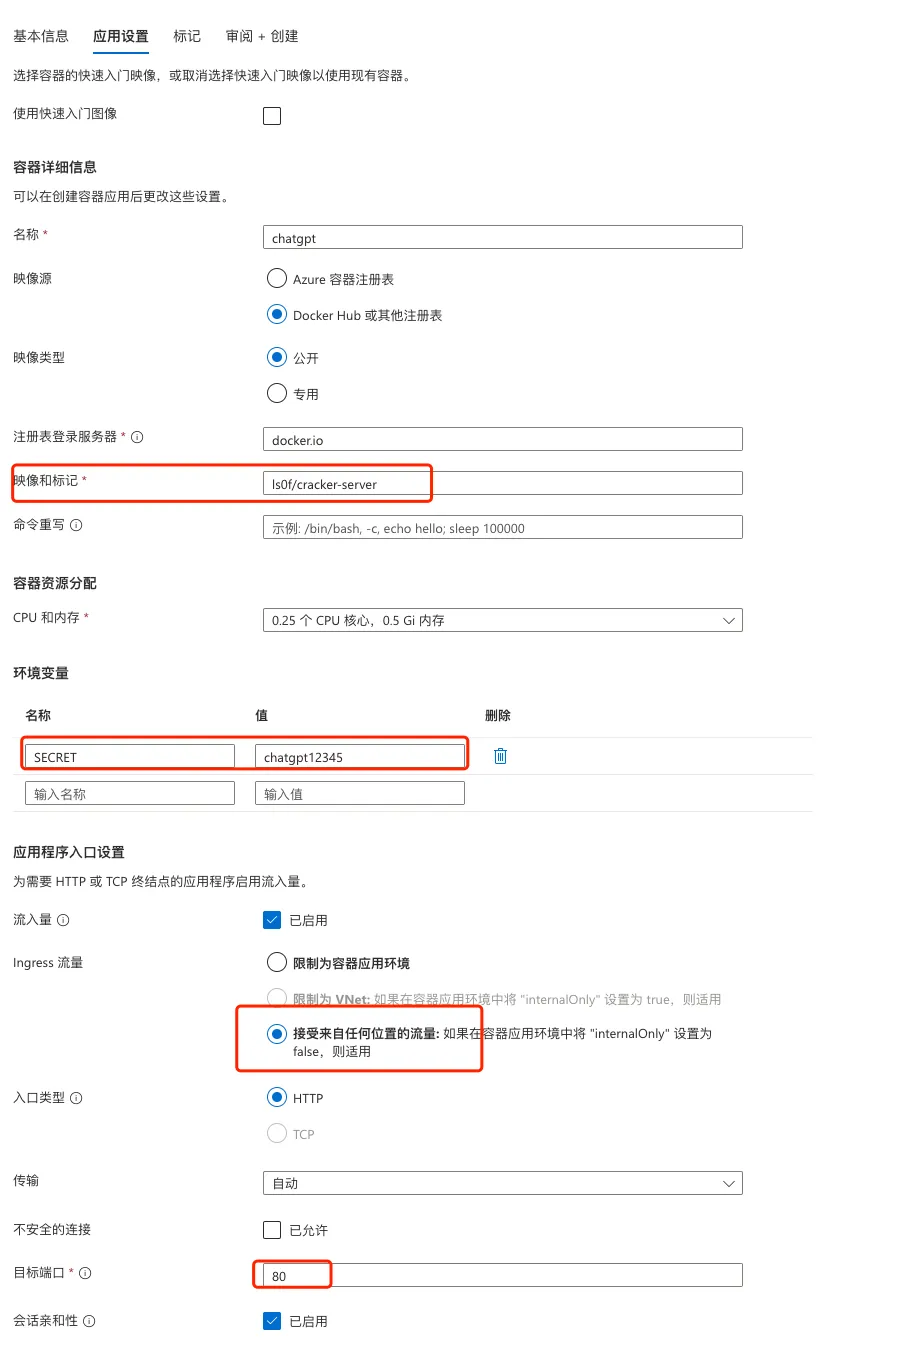 基本信息 应用设置 标记 审阅 + 创建
选择容器的快速入门映像，或取消选择快速入门映像以使用现有容器。
使用快速入门图像
容器详细信息
可以在创建容器应用后更改这些设置。
名称 * chatgpt
映像源 Azure 容器注册表
Docker Hub 或其他注册表
映像类型 公开
专用
注册表登录服务器 * docker.io
映像和标记 * ls0f/cracker-server
命令重写 示例: /bin/bash, -c, echo hello; sleep 100000
容器资源分配
CPU 和内存 * 0.25 个 CPU 核心，0.5 Gi 内存
环境变量
名称 值 删除
SECRET chatgpt12345
输入名称 输入值
应用程序入口设置
为需要 HTTP 或 TCP 终结点的应用程序启用流入量。
流入量 已启用
Ingress 流量 限制为容器应用环境
限制为 VNet: 如果在容器应用环境中将 "internalOnly" 设置为 true，则适用
接受来自任何位置的流量: 如果在容器应用环境中将 "internalOnly" 设置为
false，则适用
入口类型 HTTP
TCP
传输 自动
不安全的连接 已允许
目标端口 * 80
会话亲和性 已启用